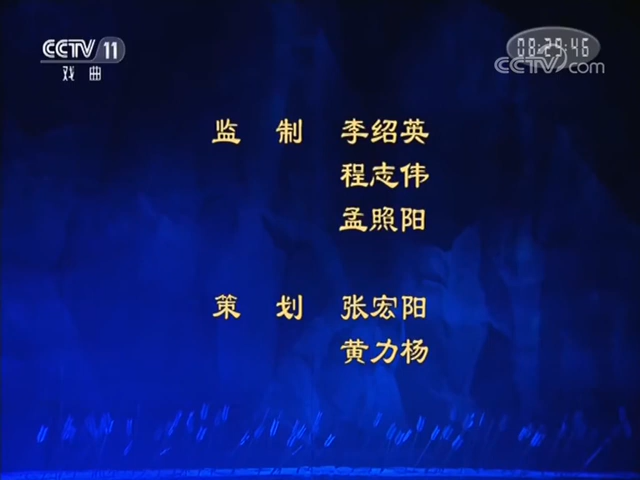 CCTV 11
戏曲
08:29:46
CCTV.com
监制 李绍英
程志伟
孟照阳
策划 张宏阳
黄力杨